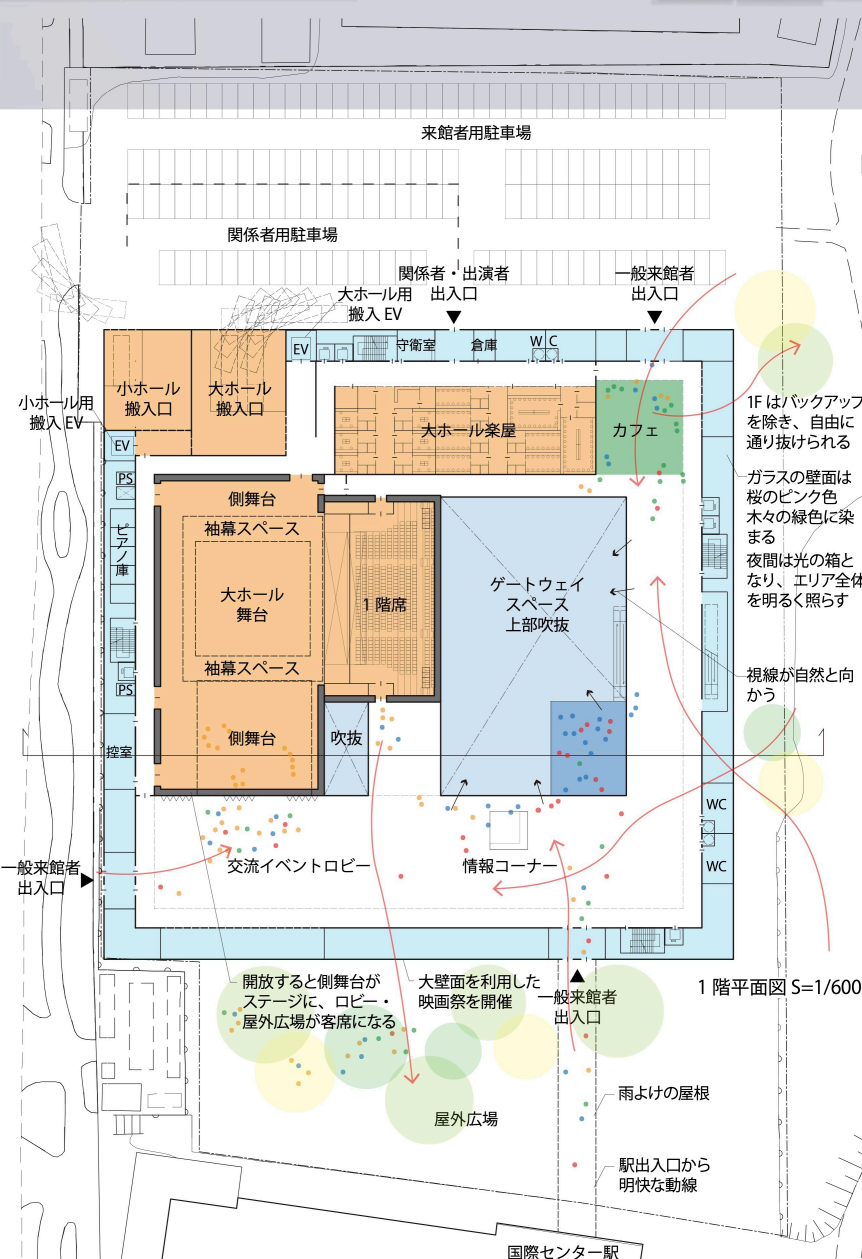 来館者用駐車場
関係者用駐車場
関係者・出演者
出入口
一般来館者
出入口
大ホール用
搬入 EV
EV
守衛室
倉庫
W C
小ホール
搬入口
大ホール
搬入口
小ホール用
搬入 EV
EV
大ホール楽屋
カフェ
1F はバックアップ
を除き、自由に
通り抜けられる
PS
ピアノ庫
側舞台
袖幕スペース
大ホール
舞台
袖幕スペース
側舞台
1 階席
ゲートウェイ
スペース
上部吹抜
ガラスの壁面は
桜のピンク色
木々の緑色に染
まる
夜間は光の箱と
なり、エリア全体
を明るく照らす
視線が自然と向
かう
PS
控室
吹抜
WC
WC
一般来館者
出入口
交流イベントロビー
情報コーナー
開放すると側舞台が
ステージに、ロビー・
屋外広場が客席になる
大壁面を利用した
映画祭を開催
一般来館者
出入口
1 階平面図 S=1/600
屋外広場
雨よけの屋根
駅出入口から
明快な動線
国際センター駅